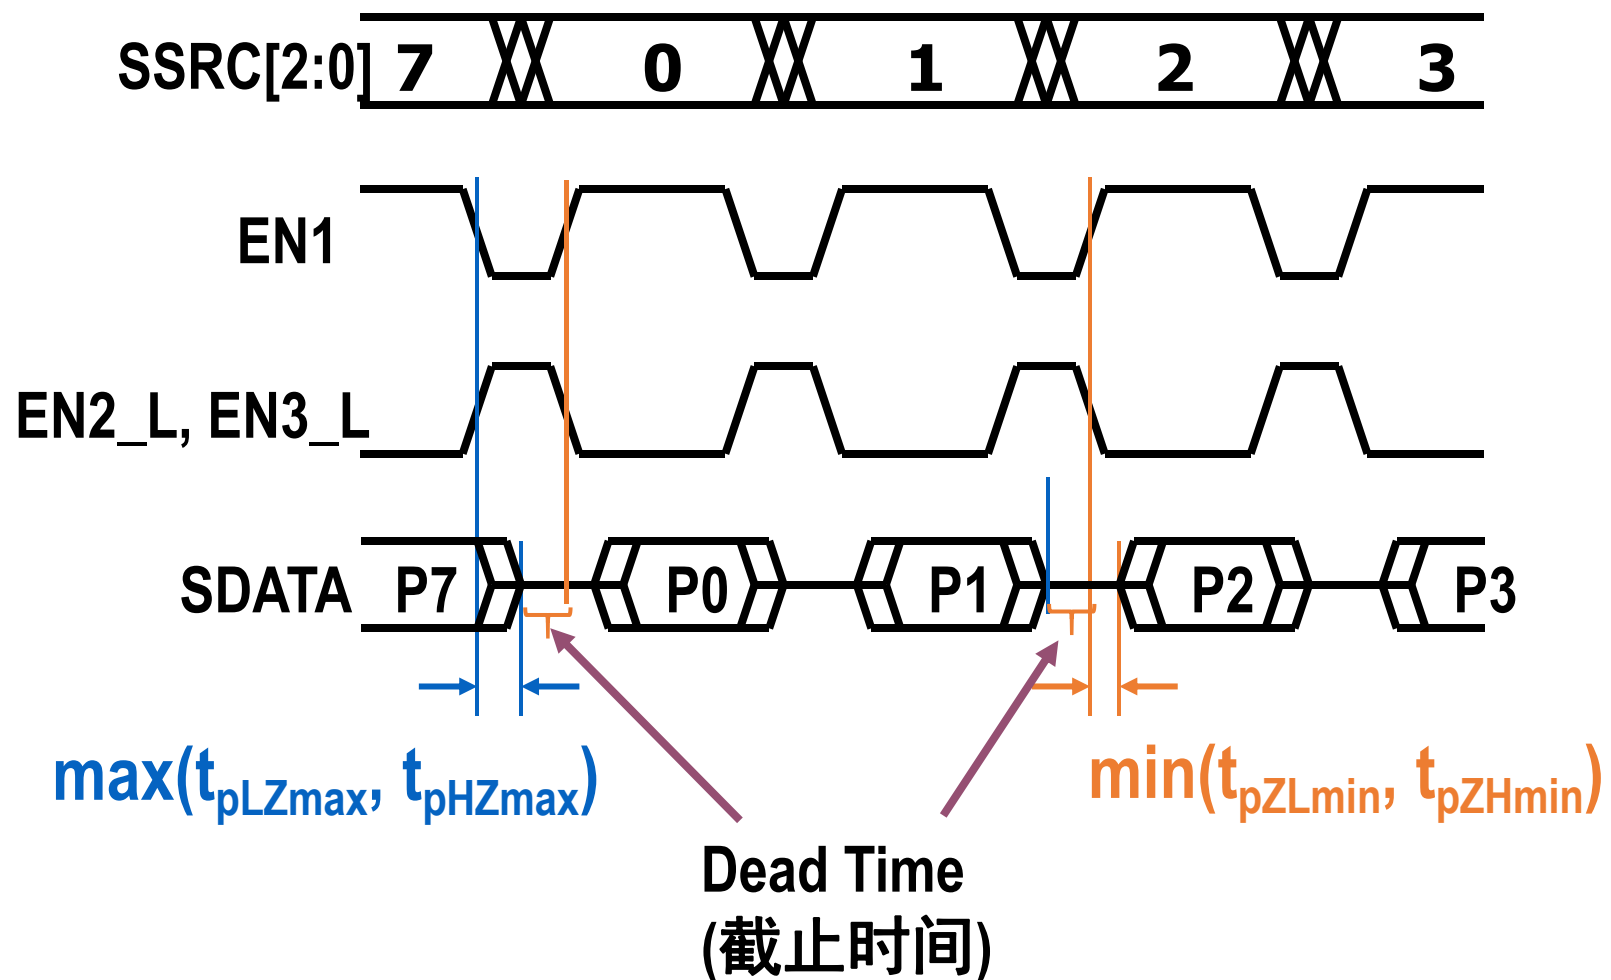 SSRC[2:0] 7 0 1 2 3
EN1
EN2_L, EN3_L
SDATA P7 P0 P1 P2 P3
max(tpLZmax, tpHZmax)
min(tpZLmin, tpZHmin)
Dead Time
(截止时间)